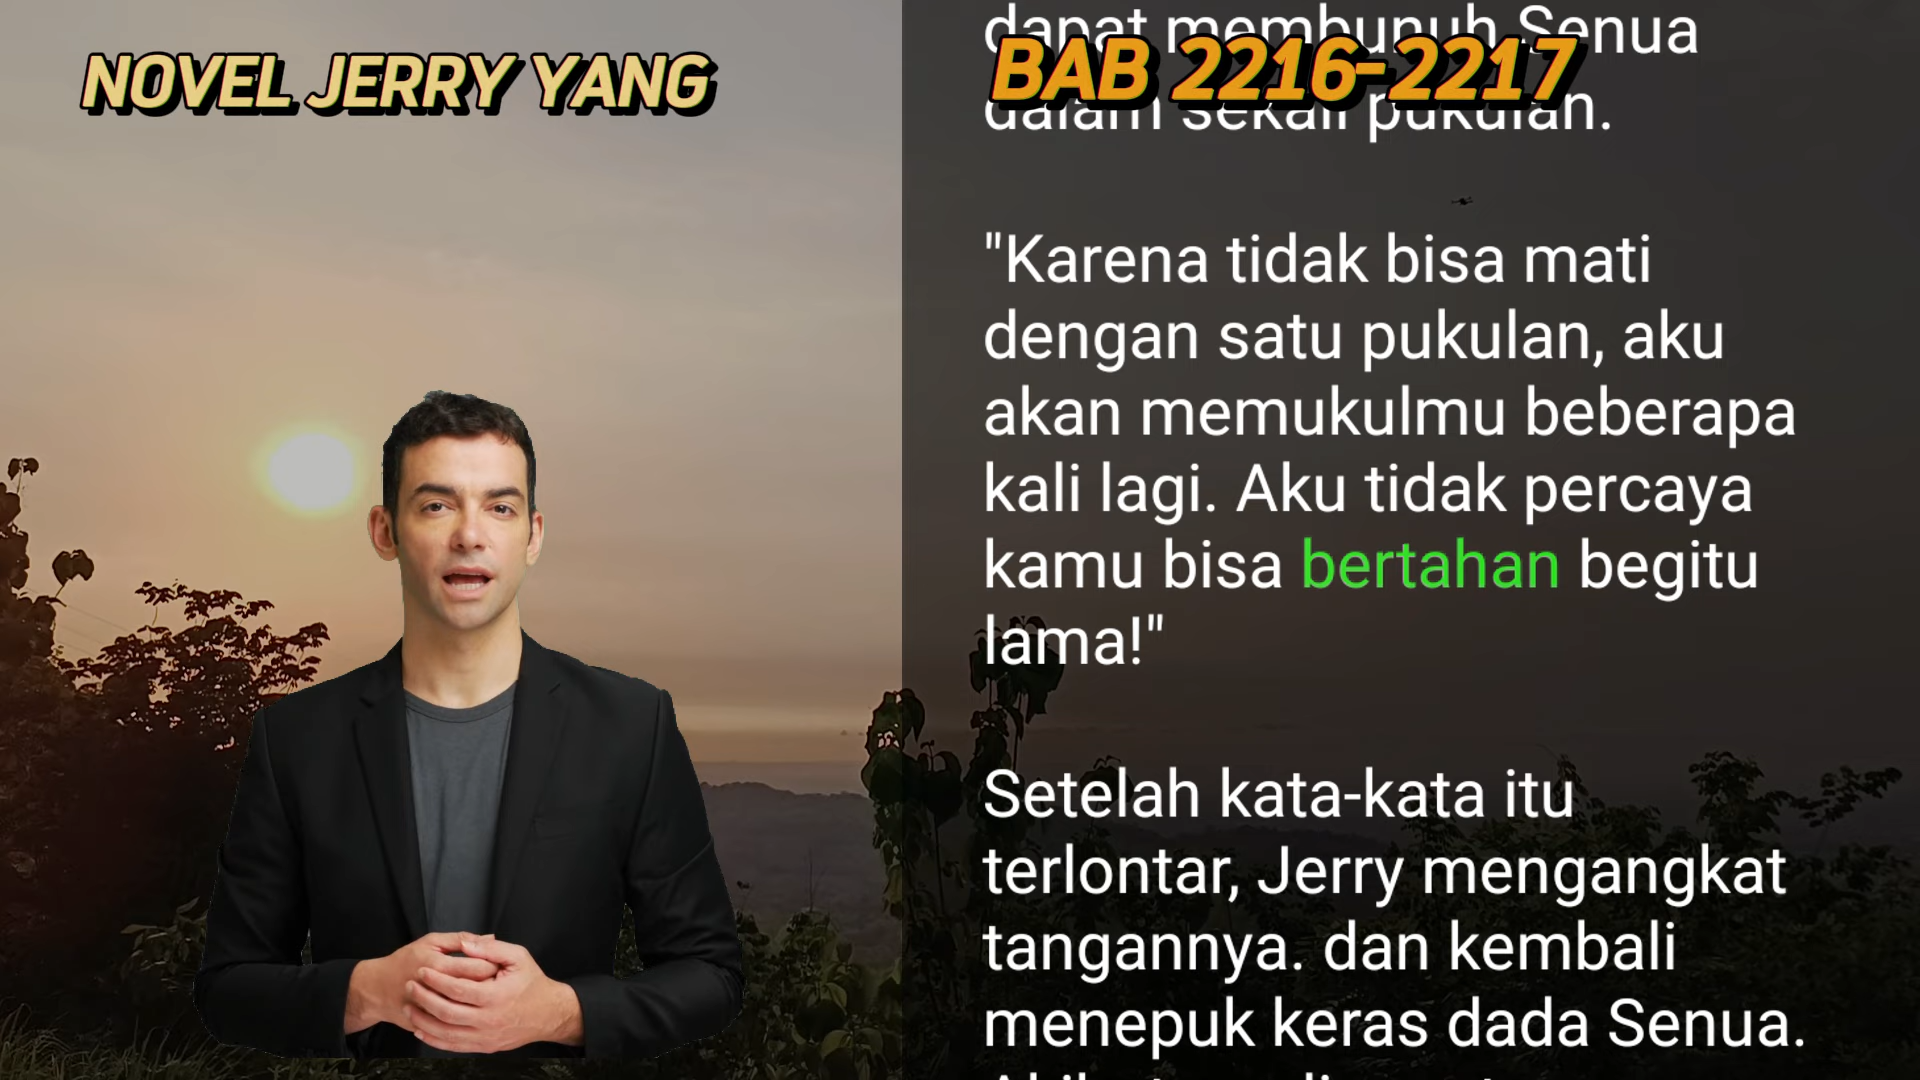 NOVEL JERRY YANG
BAB 2216-2217
dapat membunuh Senua
dalam sekali pukulan.
"Karena tidak bisa mati
dengan satu pukulan, aku
akan memukulmu beberapa
kali lagi. Aku tidak percaya
kamu bisa bertahan begitu
lama!"
Setelah kata-kata itu
terlontar, Jerry mengangkat
tangannya. dan kembali
menepuk keras dada Senua.